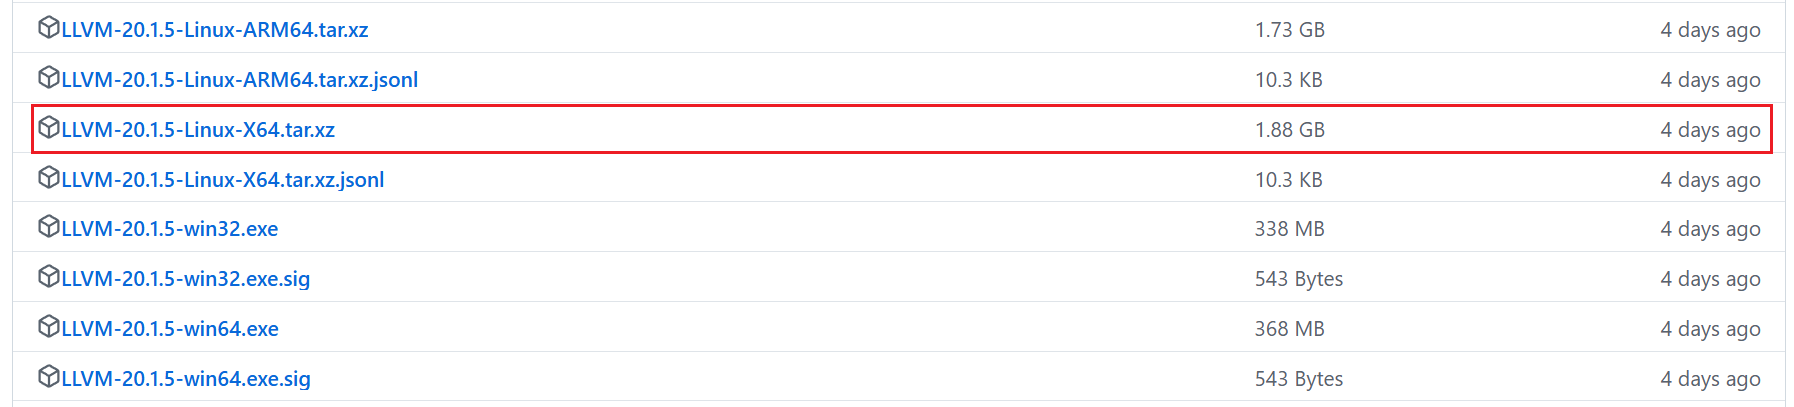 LLVM-20.1.5-Linux-ARM64.tar.xz 1.73 GB 4 days ago
LLVM-20.1.5-Linux-ARM64.tar.xz.jsonl 10.3 KB 4 days ago
LLVM-20.1.5-Linux-X64.tar.xz 1.88 GB 4 days ago
LLVM-20.1.5-Linux-X64.tar.xz.jsonl 10.3 KB 4 days ago
LLVM-20.1.5-win32.exe 338 MB 4 days ago
LLVM-20.1.5-win32.exe.sig 543 Bytes 4 days ago
LLVM-20.1.5-win64.exe 368 MB 4 days ago
LLVM-20.1.5-win64.exe.sig 543 Bytes 4 days ago